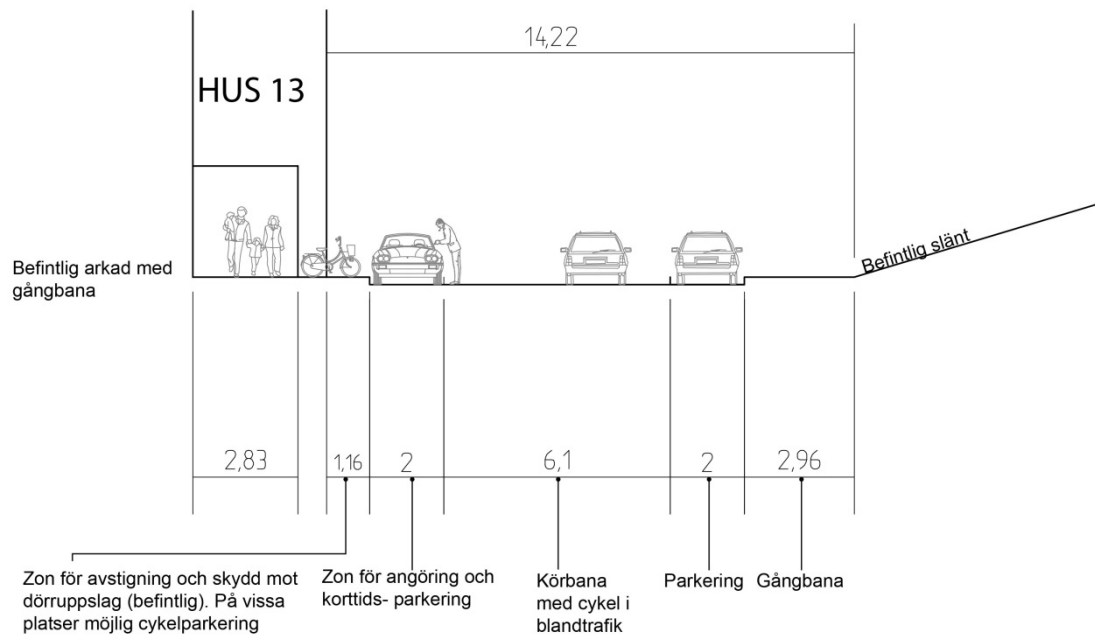 14,22
HUS 13
Befintlig slänt
Befintlig arkad med
gångbana
2,83
1,16
2
6,1
2
2,96
Zon för avstigning och skydd mot
dörruppslag (befintlig). På vissa
platser möjlig cykelparkering
Zon för angöring och
korttids- parkering
Körbana
med cykel i
blandtrafik
Parkering
Gångbana